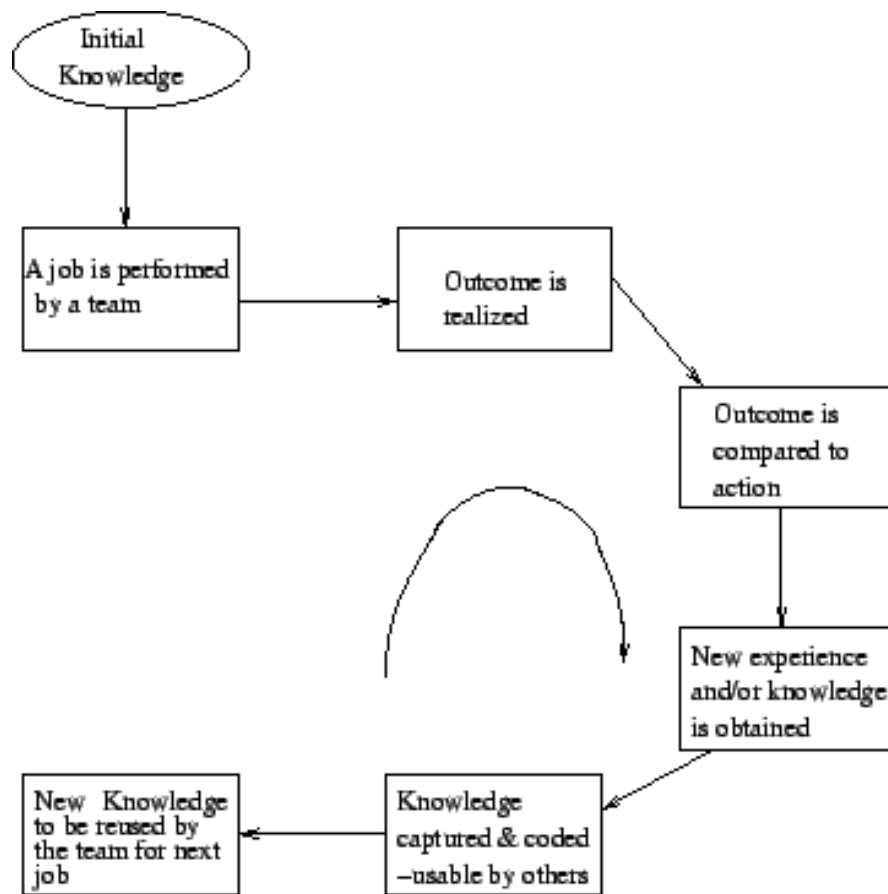 Initial
Knowledge
A job is performed
by a team
Outcome is
realized
Outcome is
compared to
action
New experience
and/or knowledge
is obtained
Knowledge
captured & coded
–usable by others
New Knowledge
to be reused by
the team for next
job